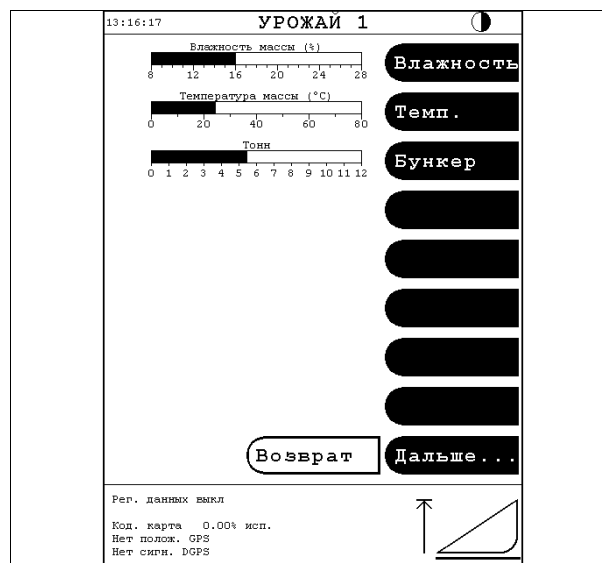 13:16:17 УРОЖАЙ 1
Влажность массы (%)
8 12 16 20 24 28
Температура массы (°C)
0 20 40 60 80
Тонн
0 1 2 3 4 5 6 7 8 9 10 11 12
Влажность
Темп.
Бункер
Возврат
Дальше...
Рег. данных выкл
Код. карта 0.00% исп.
Нет полож. GPS
Нет сигн. DGPS